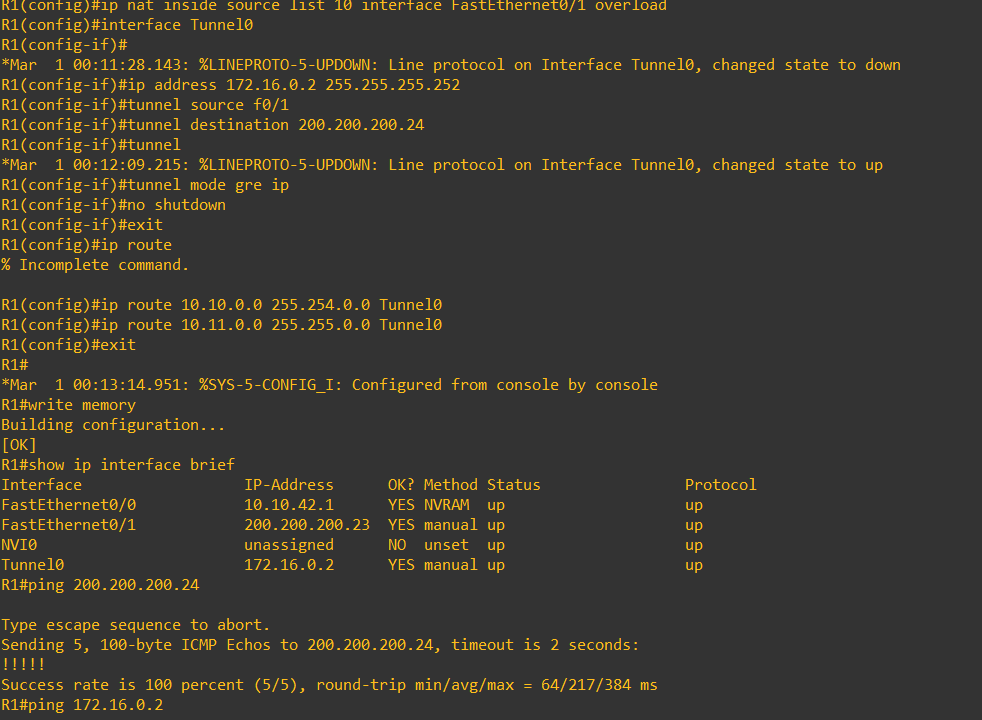 R1(config)#ip nat inside source list 10 interface FastEthernet0/1 overload
R1(config)#interface Tunnel0
R1(config-if)#
*Mar  1 00:11:28.143: %LINEPROTO-5-UPDOWN: Line protocol on Interface Tunnel0, changed state to down
R1(config-if)#ip address 172.16.0.2 255.255.255.252
R1(config-if)#tunnel source f0/1
R1(config-if)#tunnel destination 200.200.200.24
R1(config-if)#tunnel
*Mar  1 00:12:09.215: %LINEPROTO-5-UPDOWN: Line protocol on Interface Tunnel0, changed state to up
R1(config-if)#tunnel mode gre ip
R1(config-if)#no shutdown
R1(config-if)#exit
R1(config)#ip route
% Incomplete command.

R1(config)#ip route 10.10.0.0 255.254.0.0 Tunnel0
R1(config)#ip route 10.11.0.0 255.255.0.0 Tunnel0
R1(config)#exit
R1#
*Mar  1 00:13:14.951: %SYS-5-CONFIG_I: Configured from console by console
R1#write memory
Building configuration...
[OK]
R1#show ip interface brief
Interface                  IP-Address      OK? Method Status                Protocol
FastEthernet0/0            10.10.42.1      YES NVRAM  up                    up
FastEthernet0/1            200.200.200.23  YES manual up                    up
NVI0                       unassigned      NO  unset  up                    up
Tunnel0                    172.16.0.2      YES manual up                    up
R1#ping 200.200.200.24

Type escape sequence to abort.
Sending 5, 100-byte ICMP Echos to 200.200.200.24, timeout is 2 seconds:
!!!!!
Success rate is 100 percent (5/5), round-trip min/avg/max = 64/217/384 ms
R1#ping 172.16.0.2